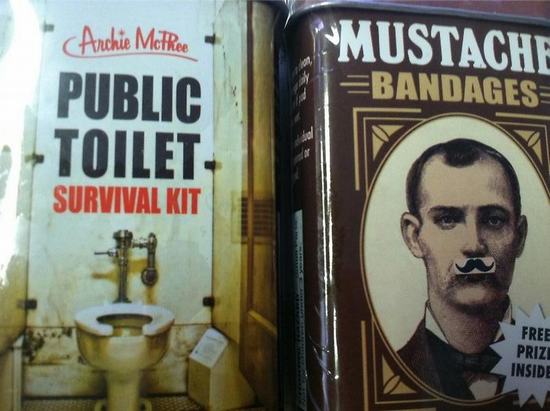 Archie McPhee
PUBLIC
TOILET
SURVIVAL KIT
MUSTACHE
BANDAGES
FREE
PRIZE
INSIDE